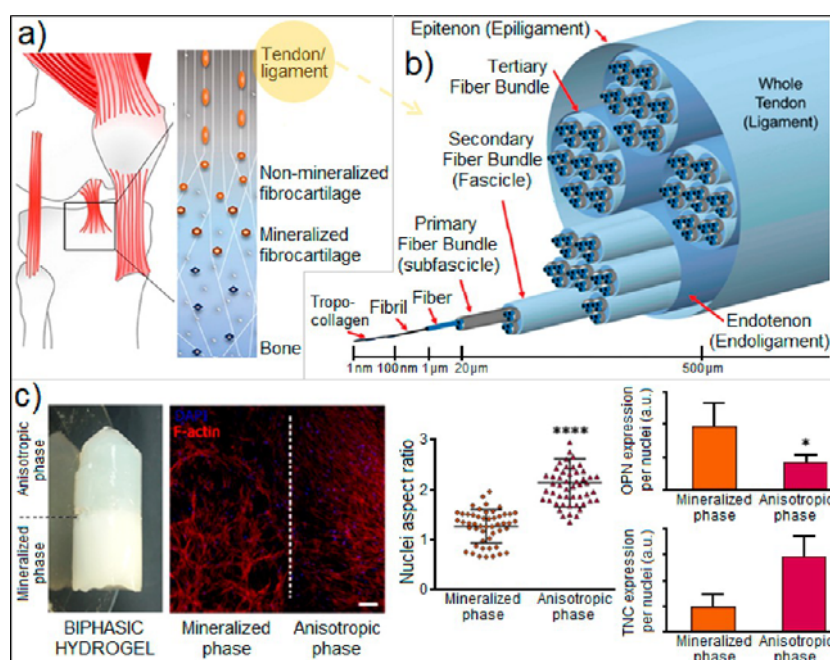 a)
Tendon/
ligament
Non-mineralized
fibrocartilage
Mineralized
fibrocartilage
Bone
b)
Epitenon (Epiligament)
Tertiary
Fiber Bundle
Secondary
Fiber Bundle
(Fascicle)
Primary
Fiber Bundle
(subfascicle)
Fiber
Fibril
Tropo-
collagen
Whole
Tendon
(Ligament)
Endotenon
(Endoligament)
1nm 100nm 1μm 20μm 500μm
c)
Anisotropic
phase
Mineralized
phase
BIPHASIC
HYDROGEL
DAPI
F-actin
Mineralized
phase
Anisotropic
phase
Nuclei aspect ratio
3
2
1
0
****
Mineralized
phase
Anisotropic
phase
OPN expression
per nuclei (a.u.)
*
Mineralized
phase
Anisotropic
phase
TNC expression
per nuclei (a.u.)
Mineralized
phase
Anisotropic
phase